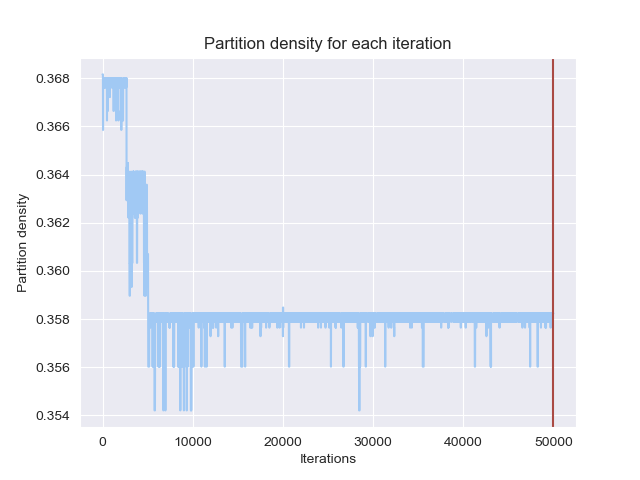 Partition density for each iteration
0.368
0.366
0.364
0.362
0.360
0.358
0.356
0.354
Partition density
0 10000 20000 30000 40000 50000
Iterations